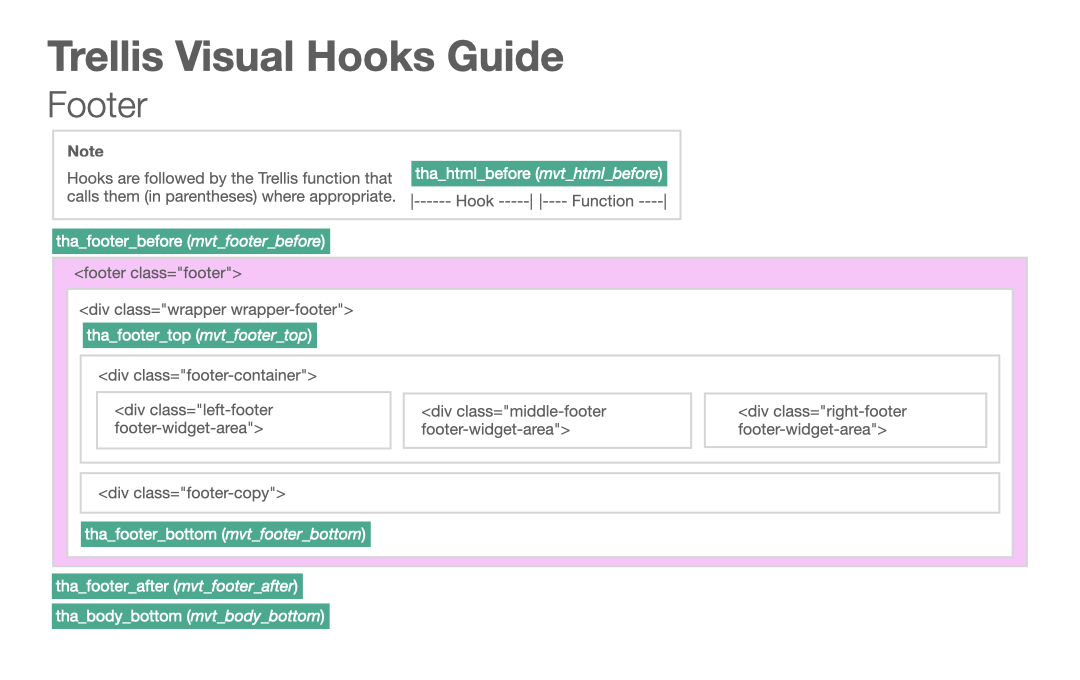 Trellis Visual Hooks Guide
Footer
Note
Hooks are followed by the Trellis function that
calls them (in parentheses) where appropriate.
tha_html_before (mvt_html_before)
|------ Hook -----| |---- Function ----|
tha_footer_before (mvt_footer_before)
<footer class="footer">
<div class="wrapper wrapper-footer">
tha_footer_top (mvt_footer_top)
<div class="footer-container">
<div class="left-footer
footer-widget-area">
<div class="middle-footer
footer-widget-area">
<div class="right-footer
footer-widget-area">
<div class="footer-copy">
tha_footer_bottom (mvt_footer_bottom)
tha_footer_after (mvt_footer_after)
tha_body_bottom (mvt_body_bottom)